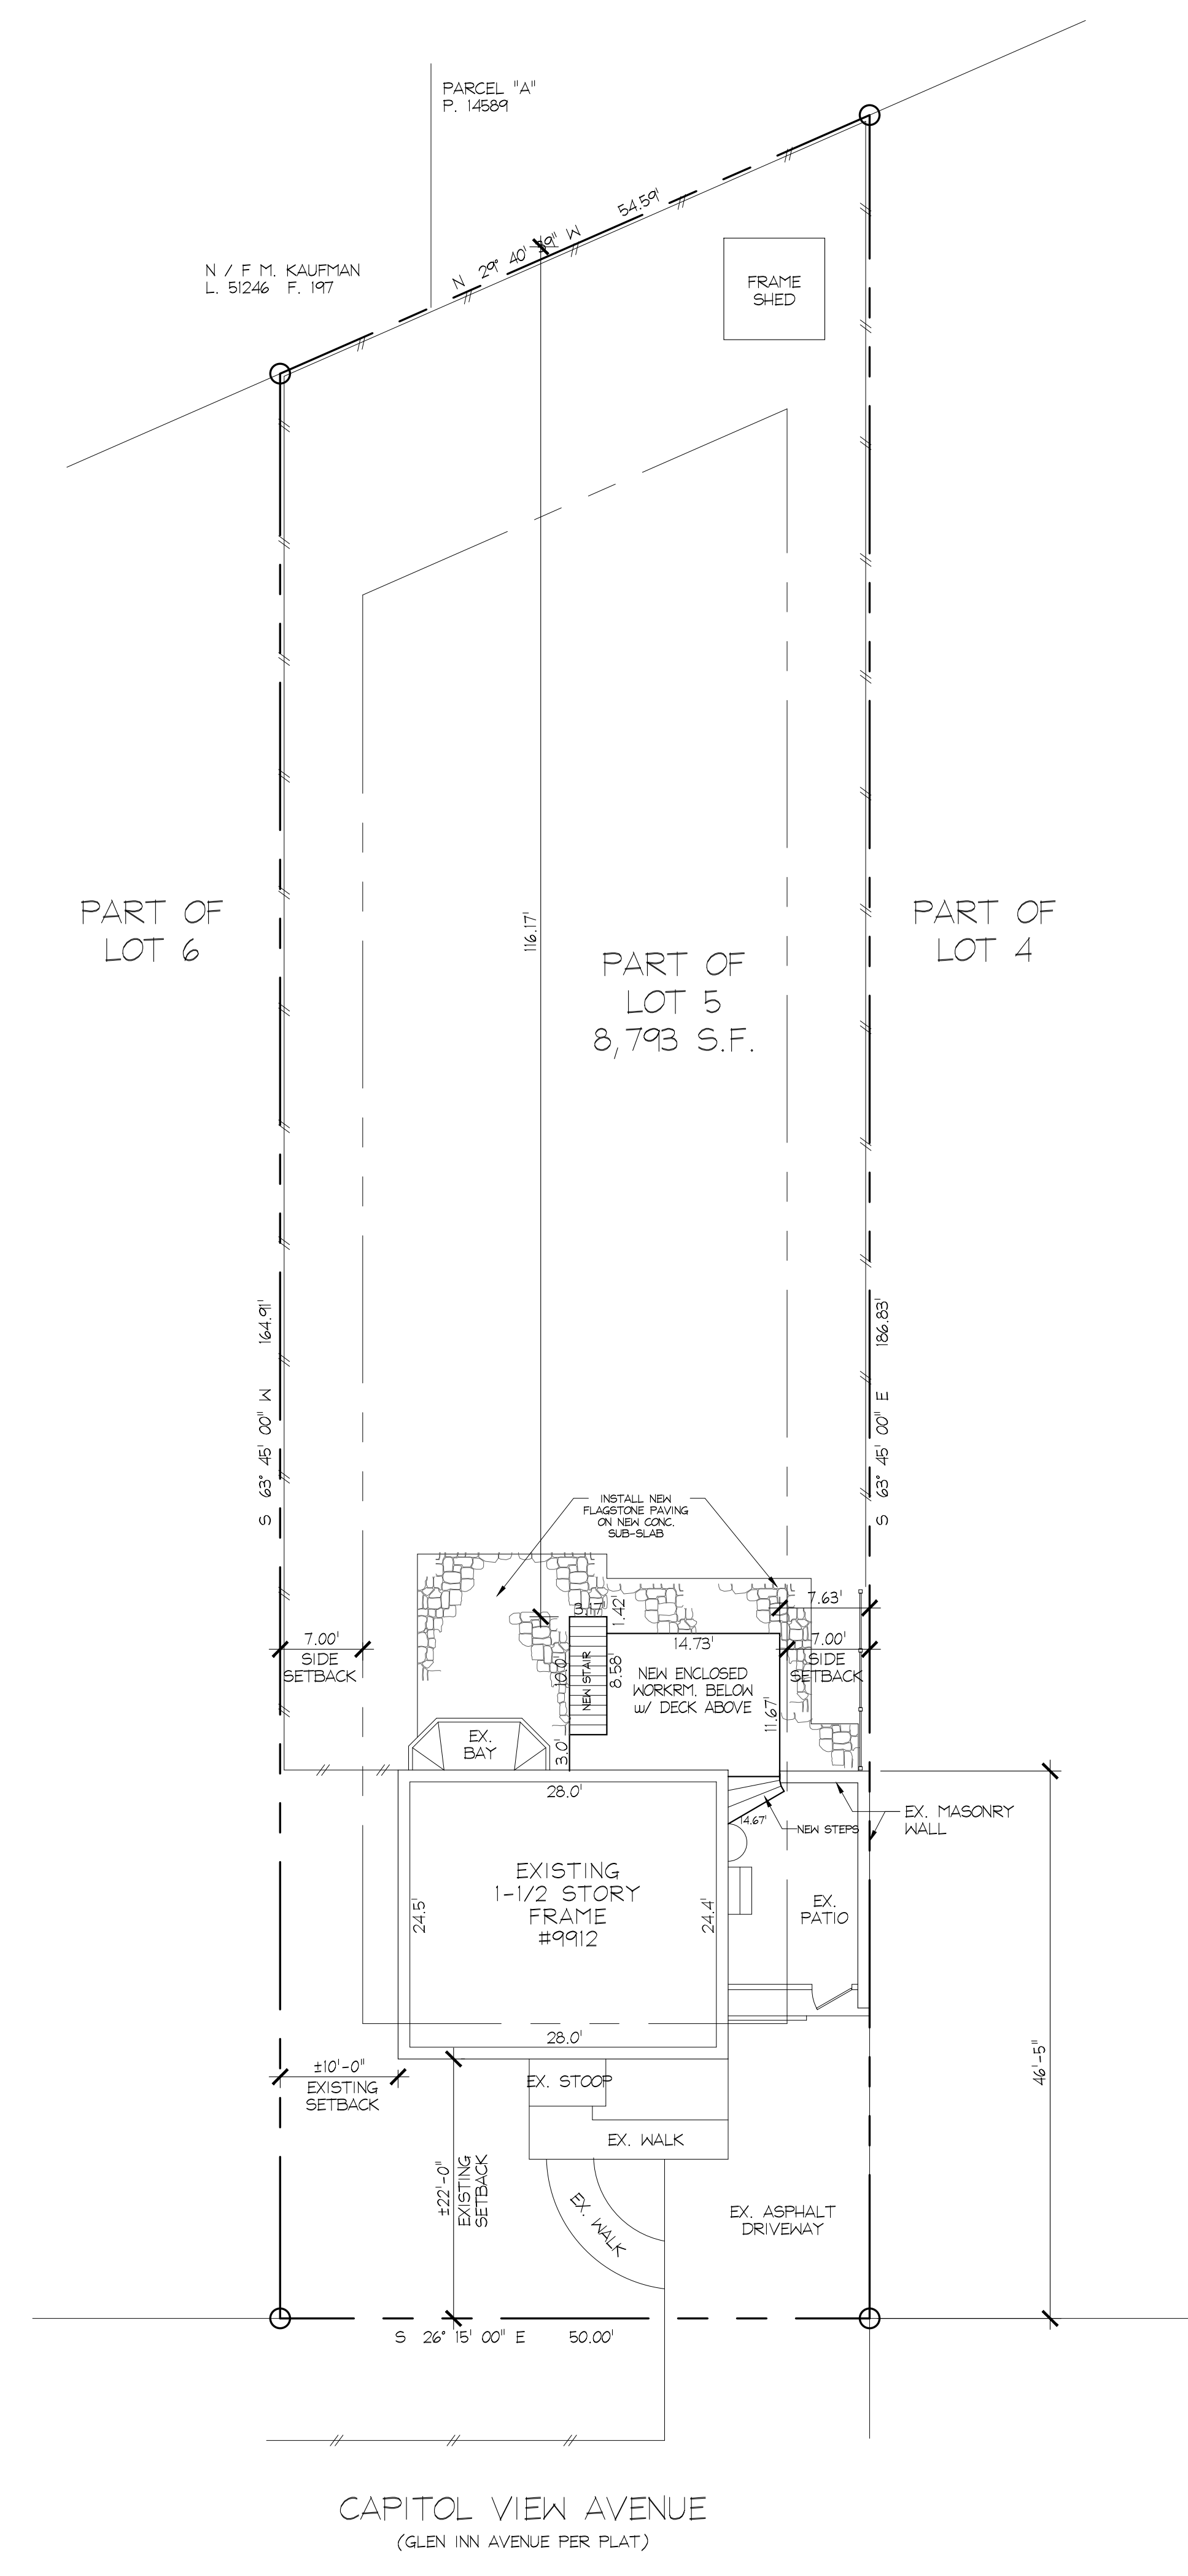 PARCEL "A"
P. 14589
N / F M. KAUFMAN
L. 51246 F. 197
N 29° 40' 39" W 54.59'
FRAME
SHED
PART OF
LOT 6
116.17'
PART OF
LOT 5
8,793 S.F.
PART OF
LOT 4
S 63° 45' 00" W 164.91'
S 63° 45' 00" E 186.83'
INSTALL NEW
FLAGSTONE PAVING
ON NEW CONC.
SUB-SLAB
7.63'
3.17'
1.42'
7.00'
SIDE
SETBACK
14.73'
7.00'
SIDE
SETBACK
10.0'
NEW STAIR
8.58'
NEW ENCLOSED
WORKRM. BELOW
w/ DECK ABOVE
11.67'
EX.
BAY
3.0'
28.0'
14.67'
NEW STEPS
EX. MASONRY
WALL
EXISTING
1-1/2 STORY
FRAME
#9912
24.5'
24.4'
EX.
PATIO
28.0'
46'-5"
±10'-0"
EXISTING
SETBACK
EX. STOOP
EX. WALK
±22'-0"
EXISTING
SETBACK
EX. WALK
EX. ASPHALT
DRIVEWAY
S 26° 15' 00" E 50.00'
CAPITOL VIEW AVENUE
(GLEN INN AVENUE PER PLAT)